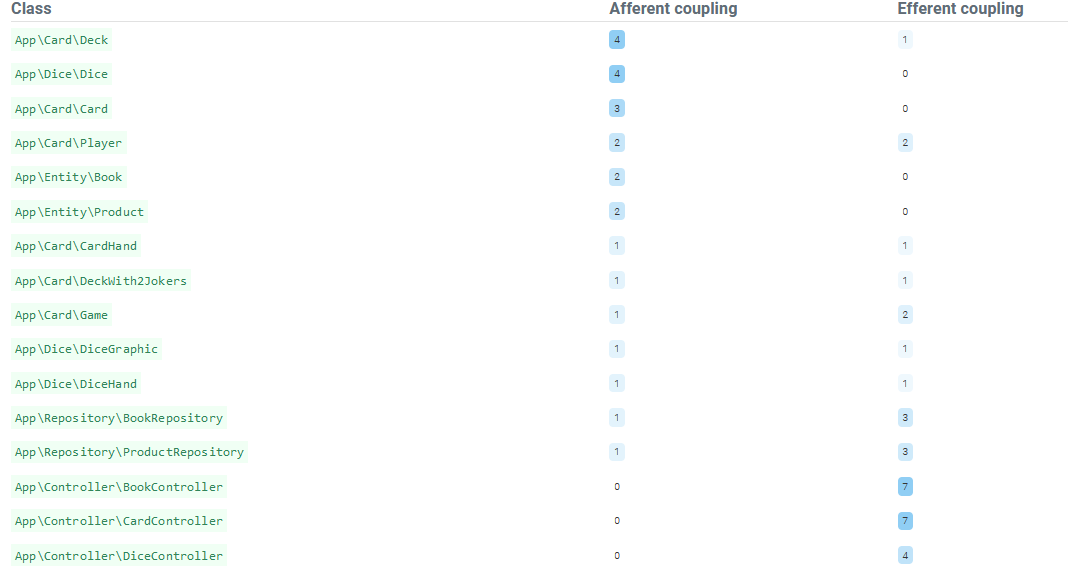 Class Afferent coupling Efferent coupling
App\Card\Deck 4 1
App\Dice\Dice 4 0
App\Card\Card 3 0
App\Card\Player 2 2
App\Entity\Book 2 0
App\Entity\Product 2 0
App\Card\CardHand 1 1
App\Card\DeckWith2Jokers 1 1
App\Card\Game 1 2
App\Dice\DiceGraphic 1 1
App\Dice\DiceHand 1 1
App\Repository\BookRepository 1 3
App\Repository\ProductRepository 1 3
App\Controller\BookController 0 7
App\Controller\CardController 0 7
App\Controller\DiceController 0 4